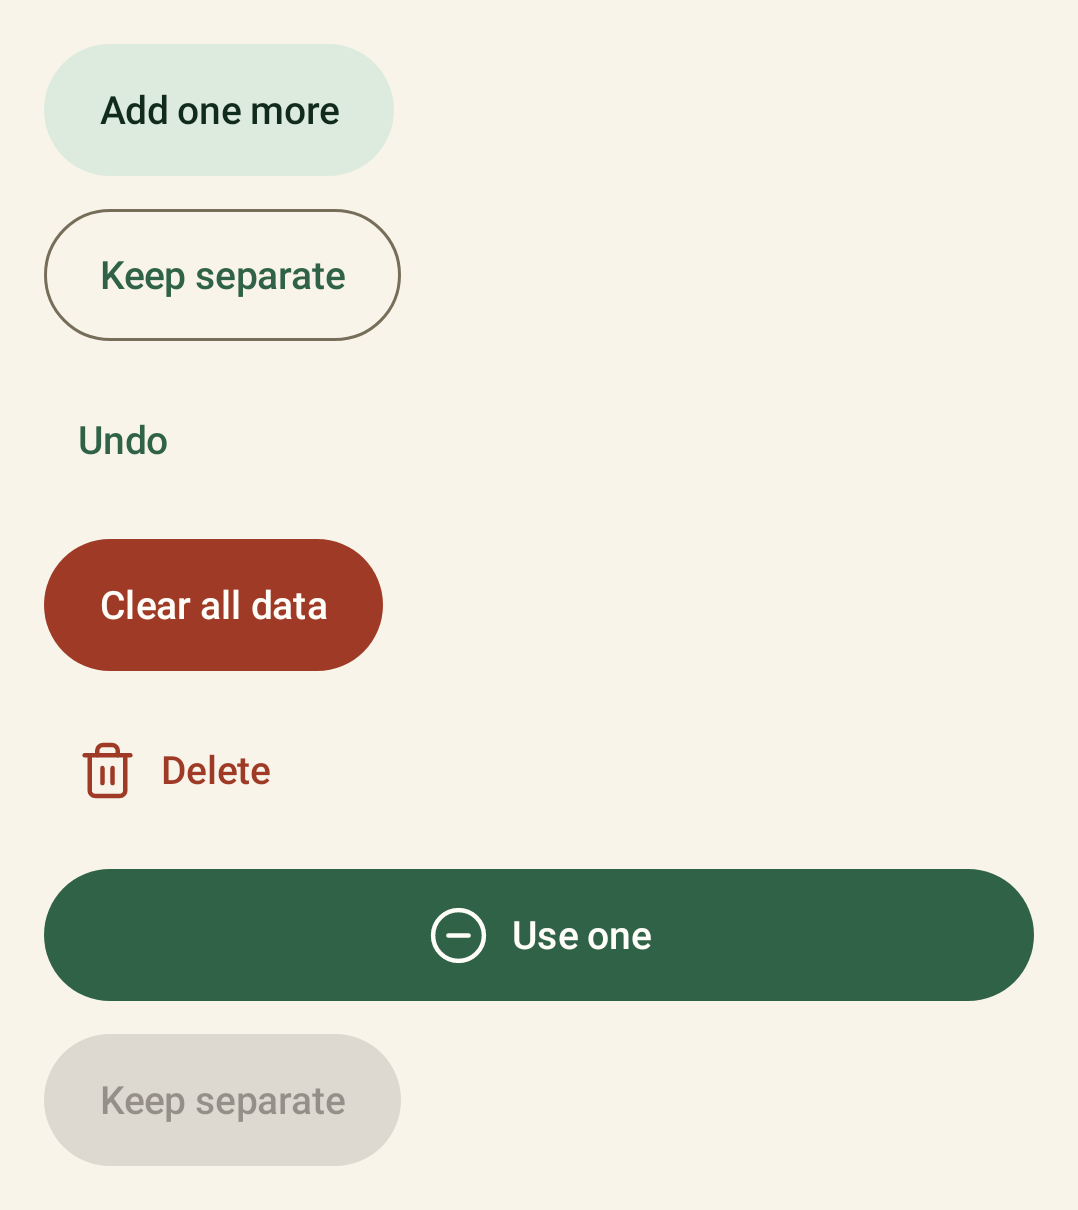 Add one more
Keep separate
Undo
Clear all data
Delete
Use one
Keep separate